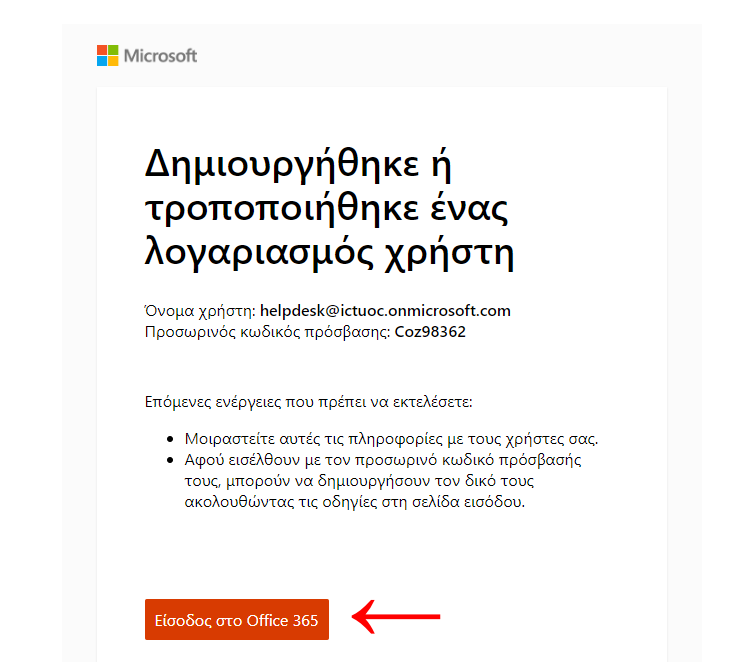 Microsoft
Δημιουργήθηκε ή
τροποποιήθηκε ένας
λογαριασμός χρήστη
Όνομα χρήστη: helpdesk@ictuoc.onmicrosoft.com
Προσωρινός κωδικός πρόσβασης: Coz98362
Επόμενες ενέργειες που πρέπει να εκτελέσετε:
• Μοιραστείτε αυτές τις πληροφορίες με τους χρήστες σας.
• Αφού εισέλθουν με τον προσωρινό κωδικό πρόσβασής
τους, μπορούν να δημιουργήσουν τον δικό τους
ακολουθώντας τις οδηγίες στη σελίδα εισόδου.
Είσοδος στο Office 365